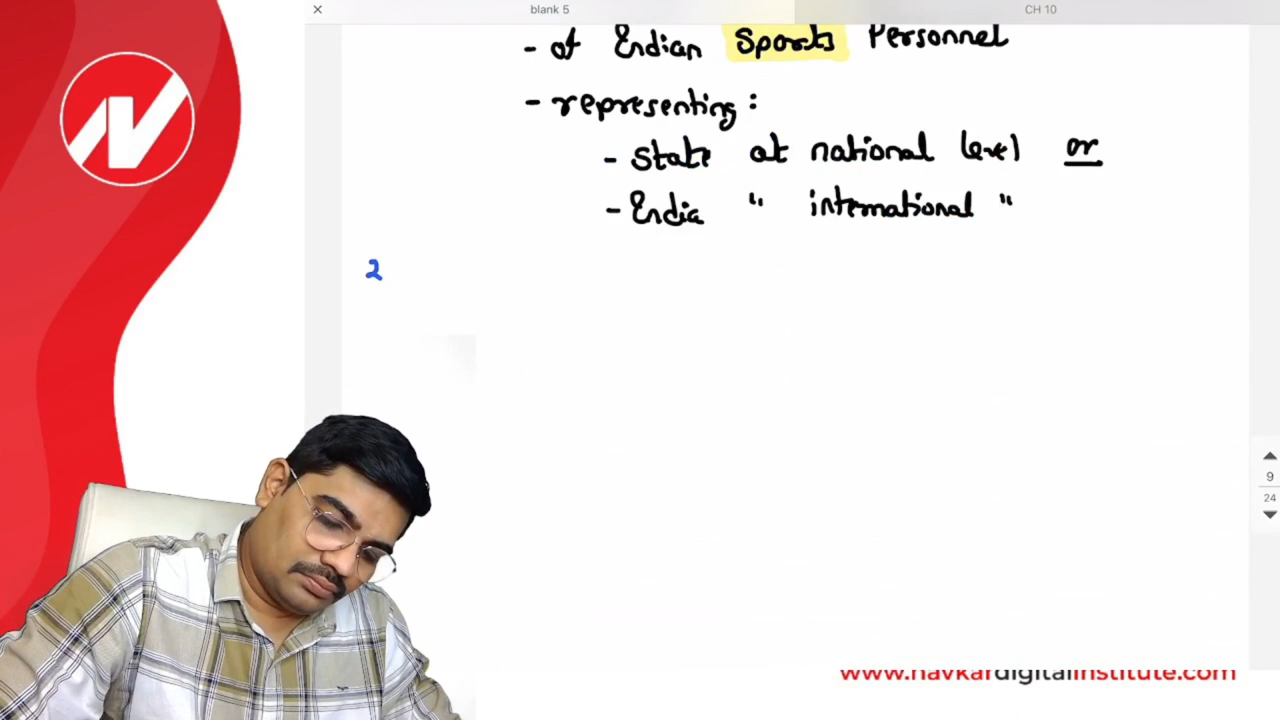 blank 5
CH 10
- of Indian Sports Personnel
- representing :
- State at national level or
- India " international "
2
9
24
www.navkardigitalinstitute.com